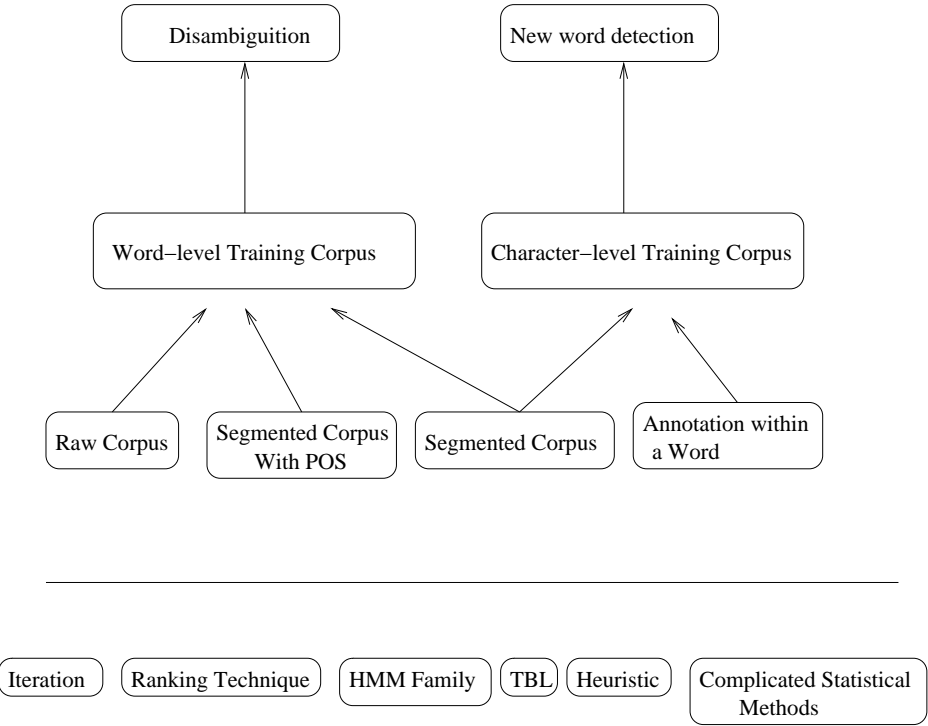 Disambiguition
New word detection
Word−level Training Corpus
Character−level Training Corpus
Raw Corpus
Segmented Corpus
With POS
Segmented Corpus
Annotation within
a Word
Iteration
Ranking Technique
HMM Family
TBL
Heuristic
Complicated Statistical
Methods